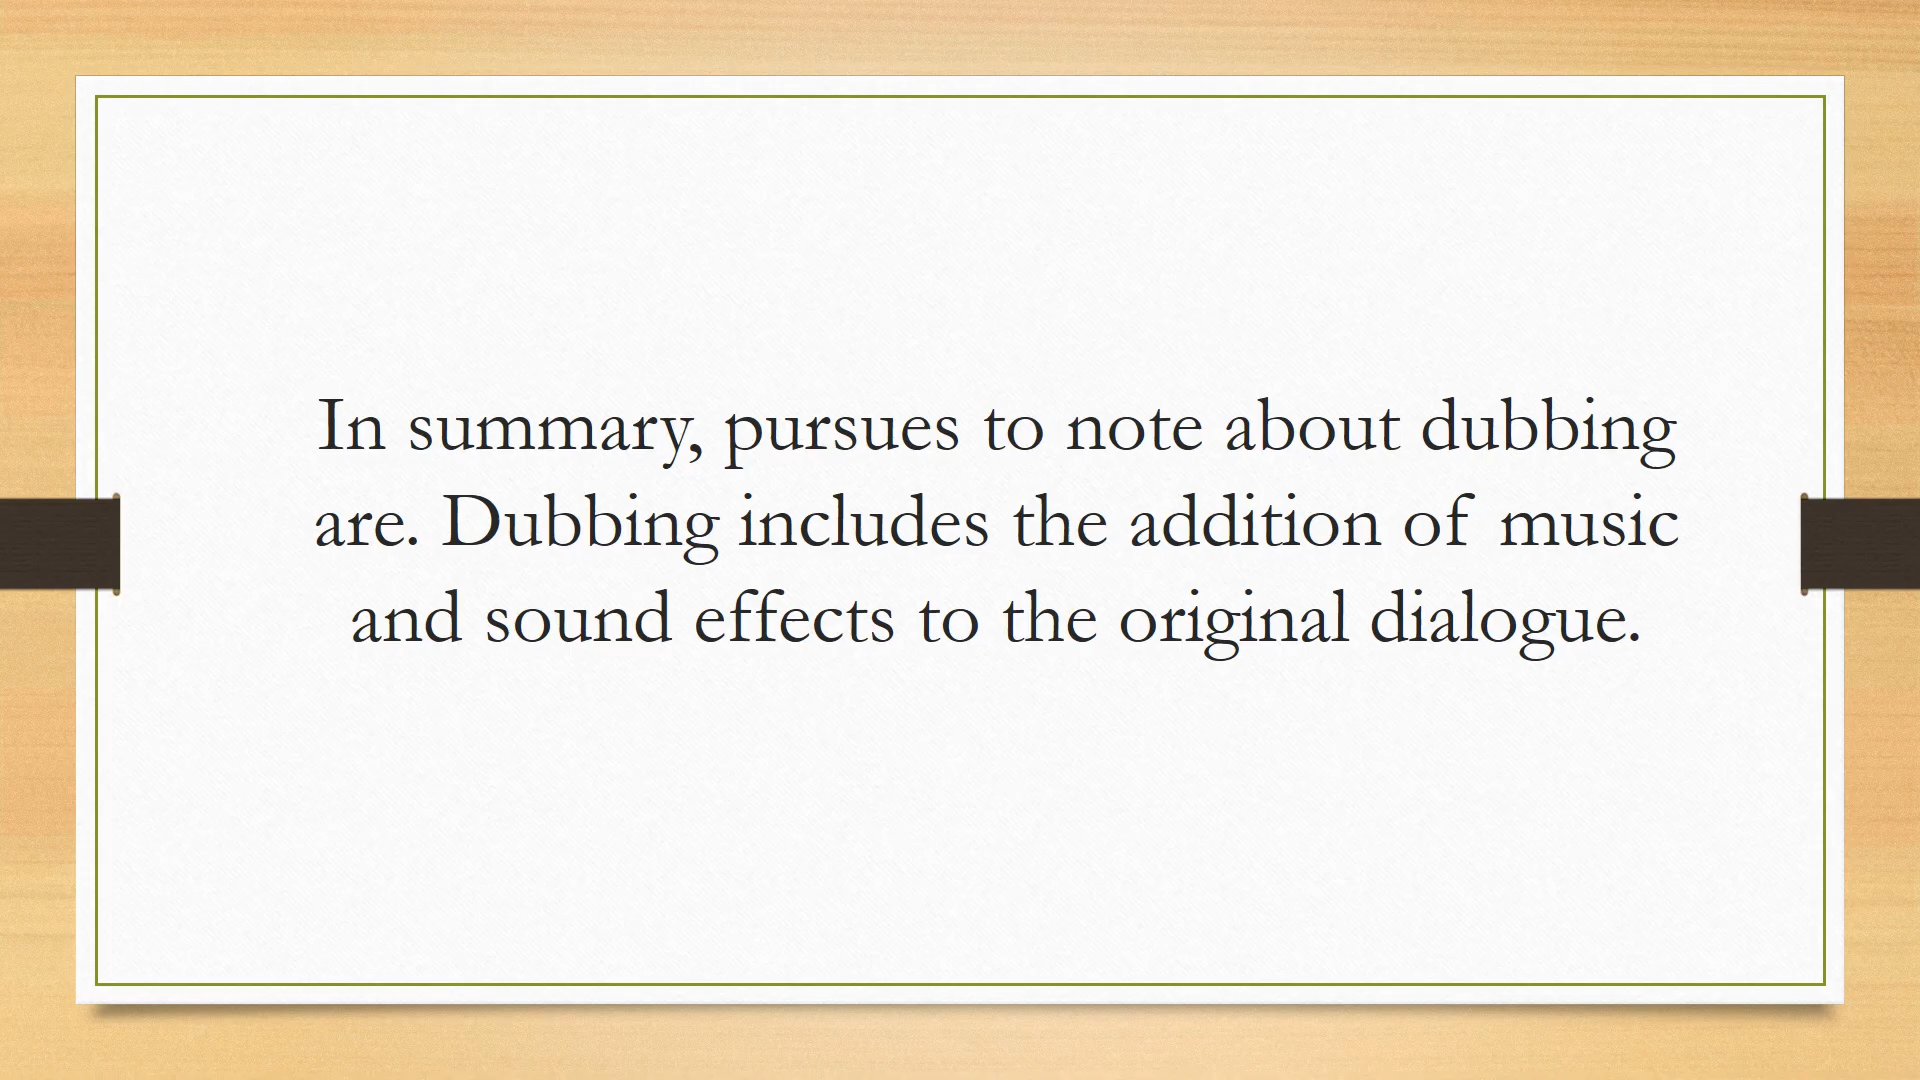 In summary, pursues to note about dubbing
are. Dubbing includes the addition of music
and sound effects to the original dialogue.